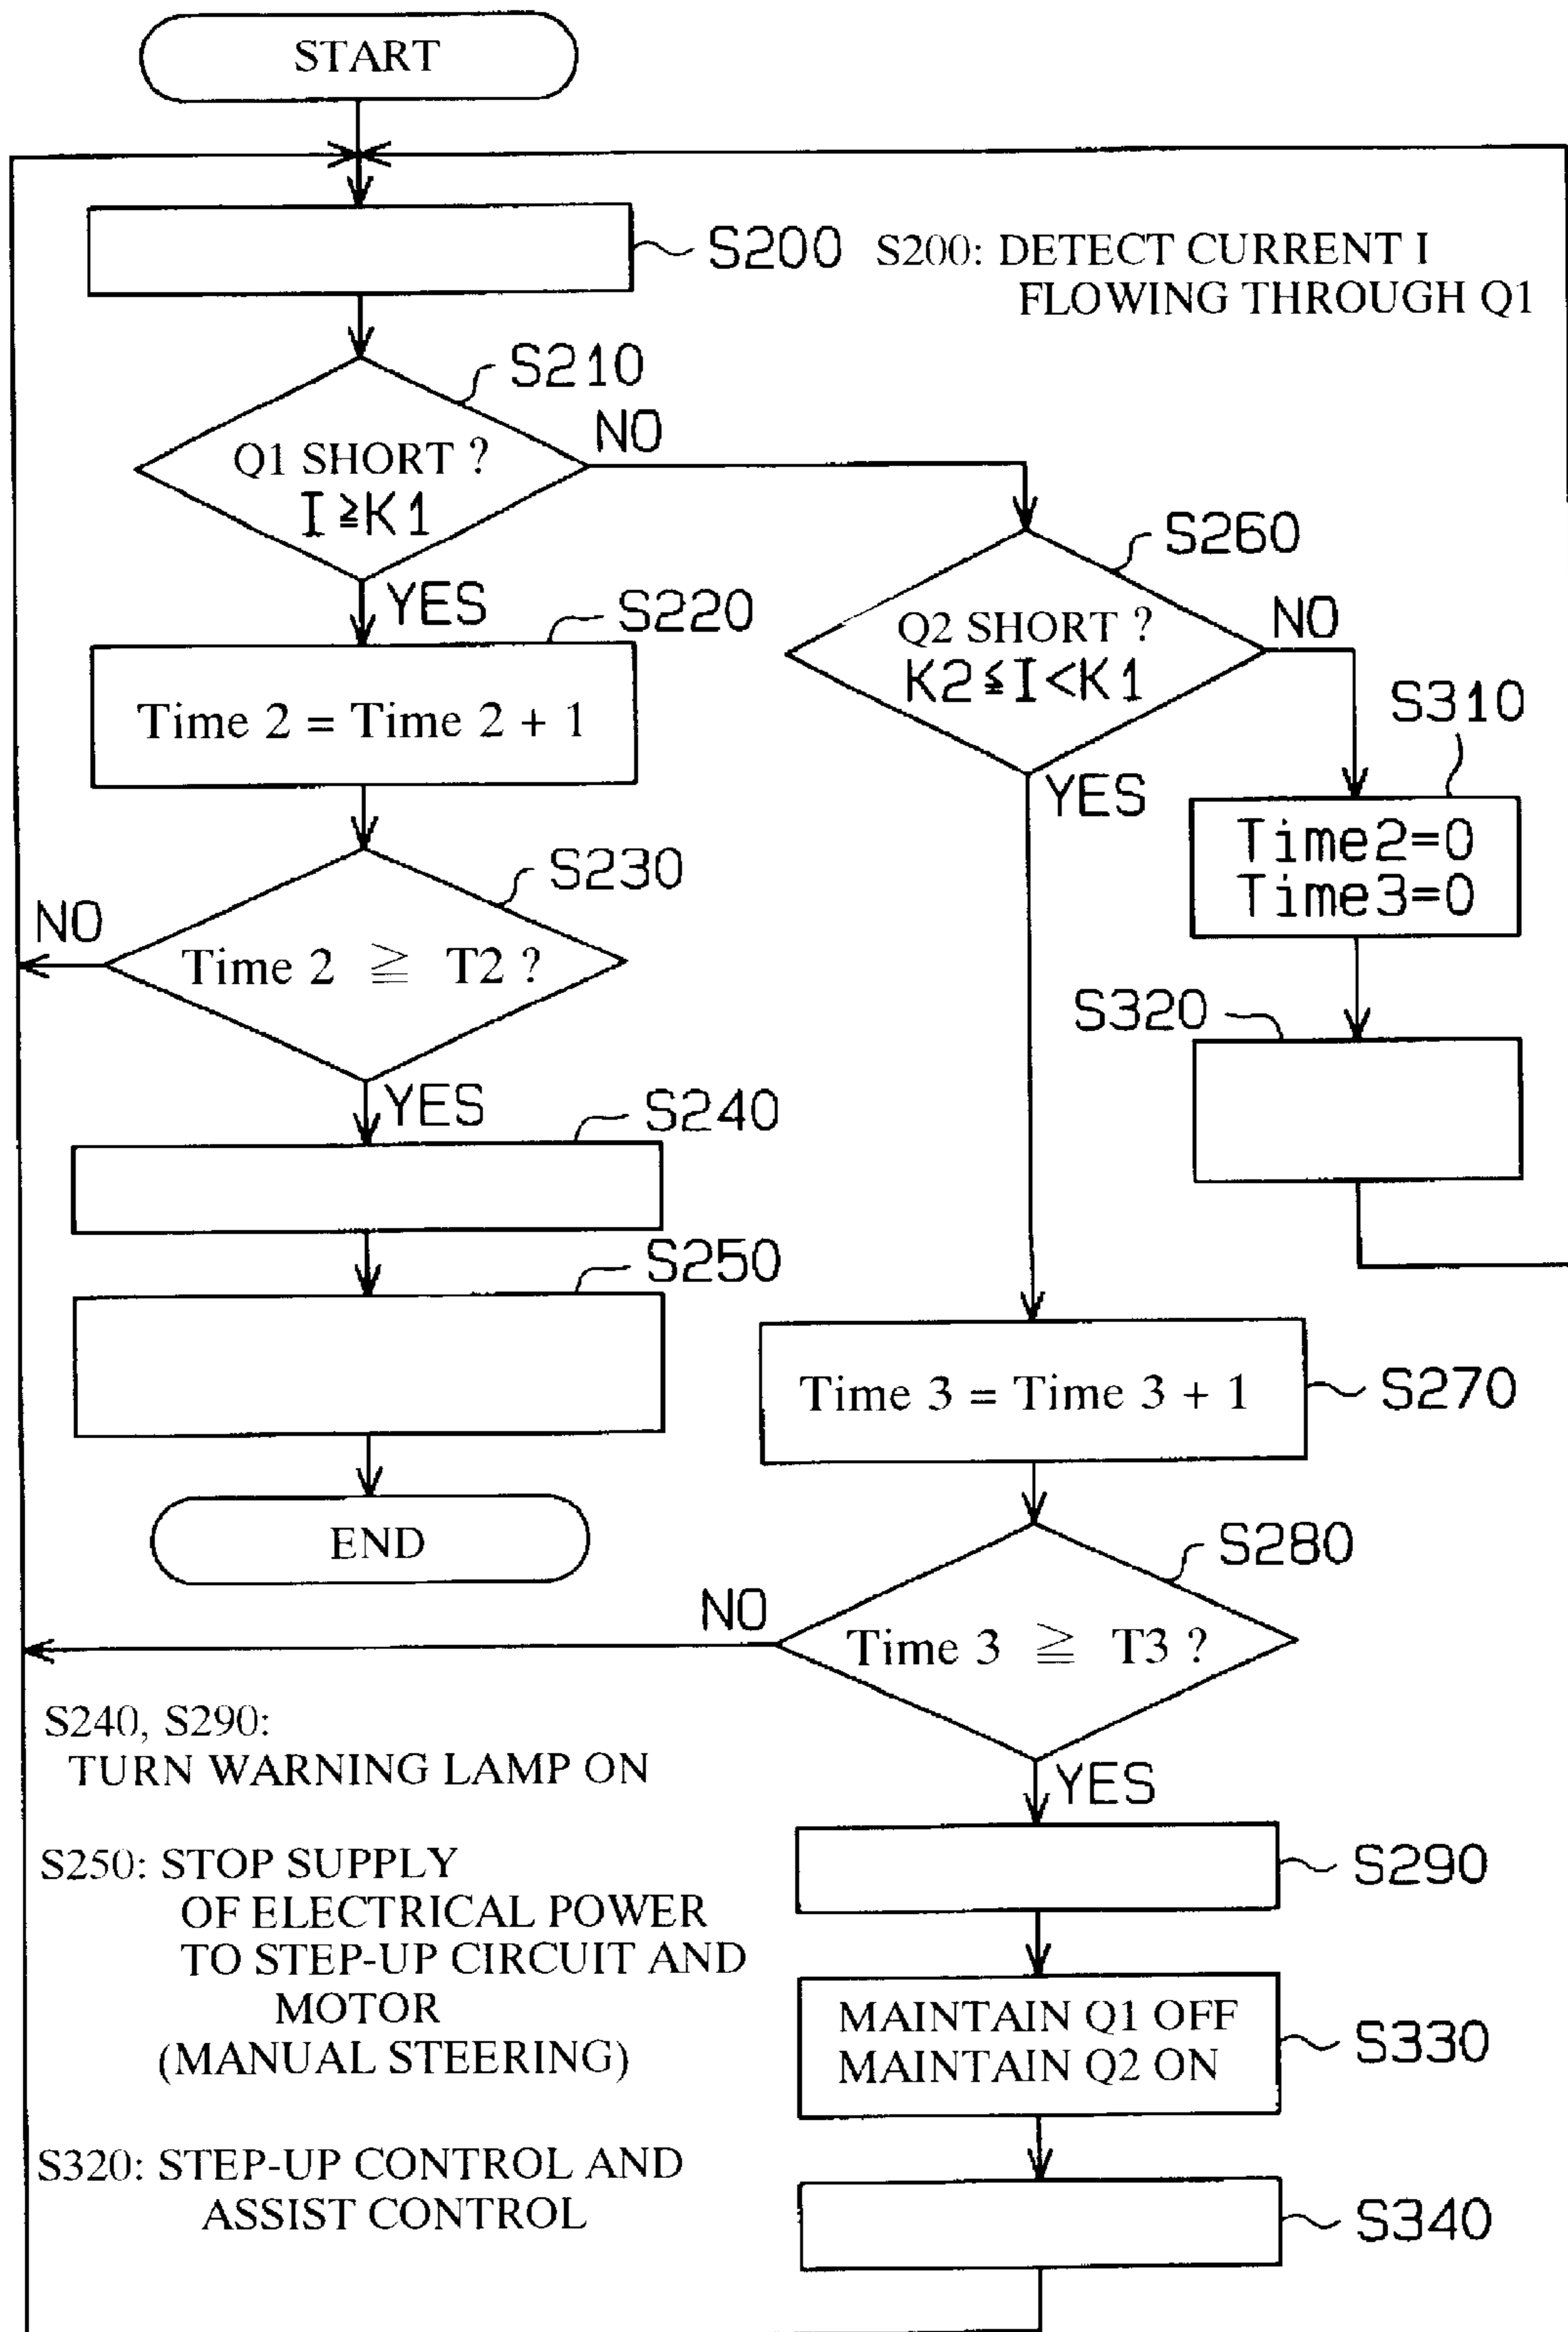 START
S200
S200: DETECT CURRENT I
FLOWING THROUGH Q1
S210
Q1 SHORT ?
I≧K1
NO
YES
S260
Q2 SHORT ?
K2≦I<K1
NO
YES
S220
Time 2 = Time 2 + 1
S310
Time2=0
Time3=0
S230
NO
Time 2 ≧ T2 ?
YES
S320
S240
S250
END
S270
Time 3 = Time 3 + 1
S280
NO
Time 3 ≧ T3 ?
YES
S240, S290:
TURN WARNING LAMP ON
S290
S250: STOP SUPPLY
OF ELECTRICAL POWER
TO STEP-UP CIRCUIT AND
MOTOR
(MANUAL STEERING)
MAINTAIN Q1 OFF
MAINTAIN Q2 ON
S330
S320: STEP-UP CONTROL AND
ASSIST CONTROL
S340